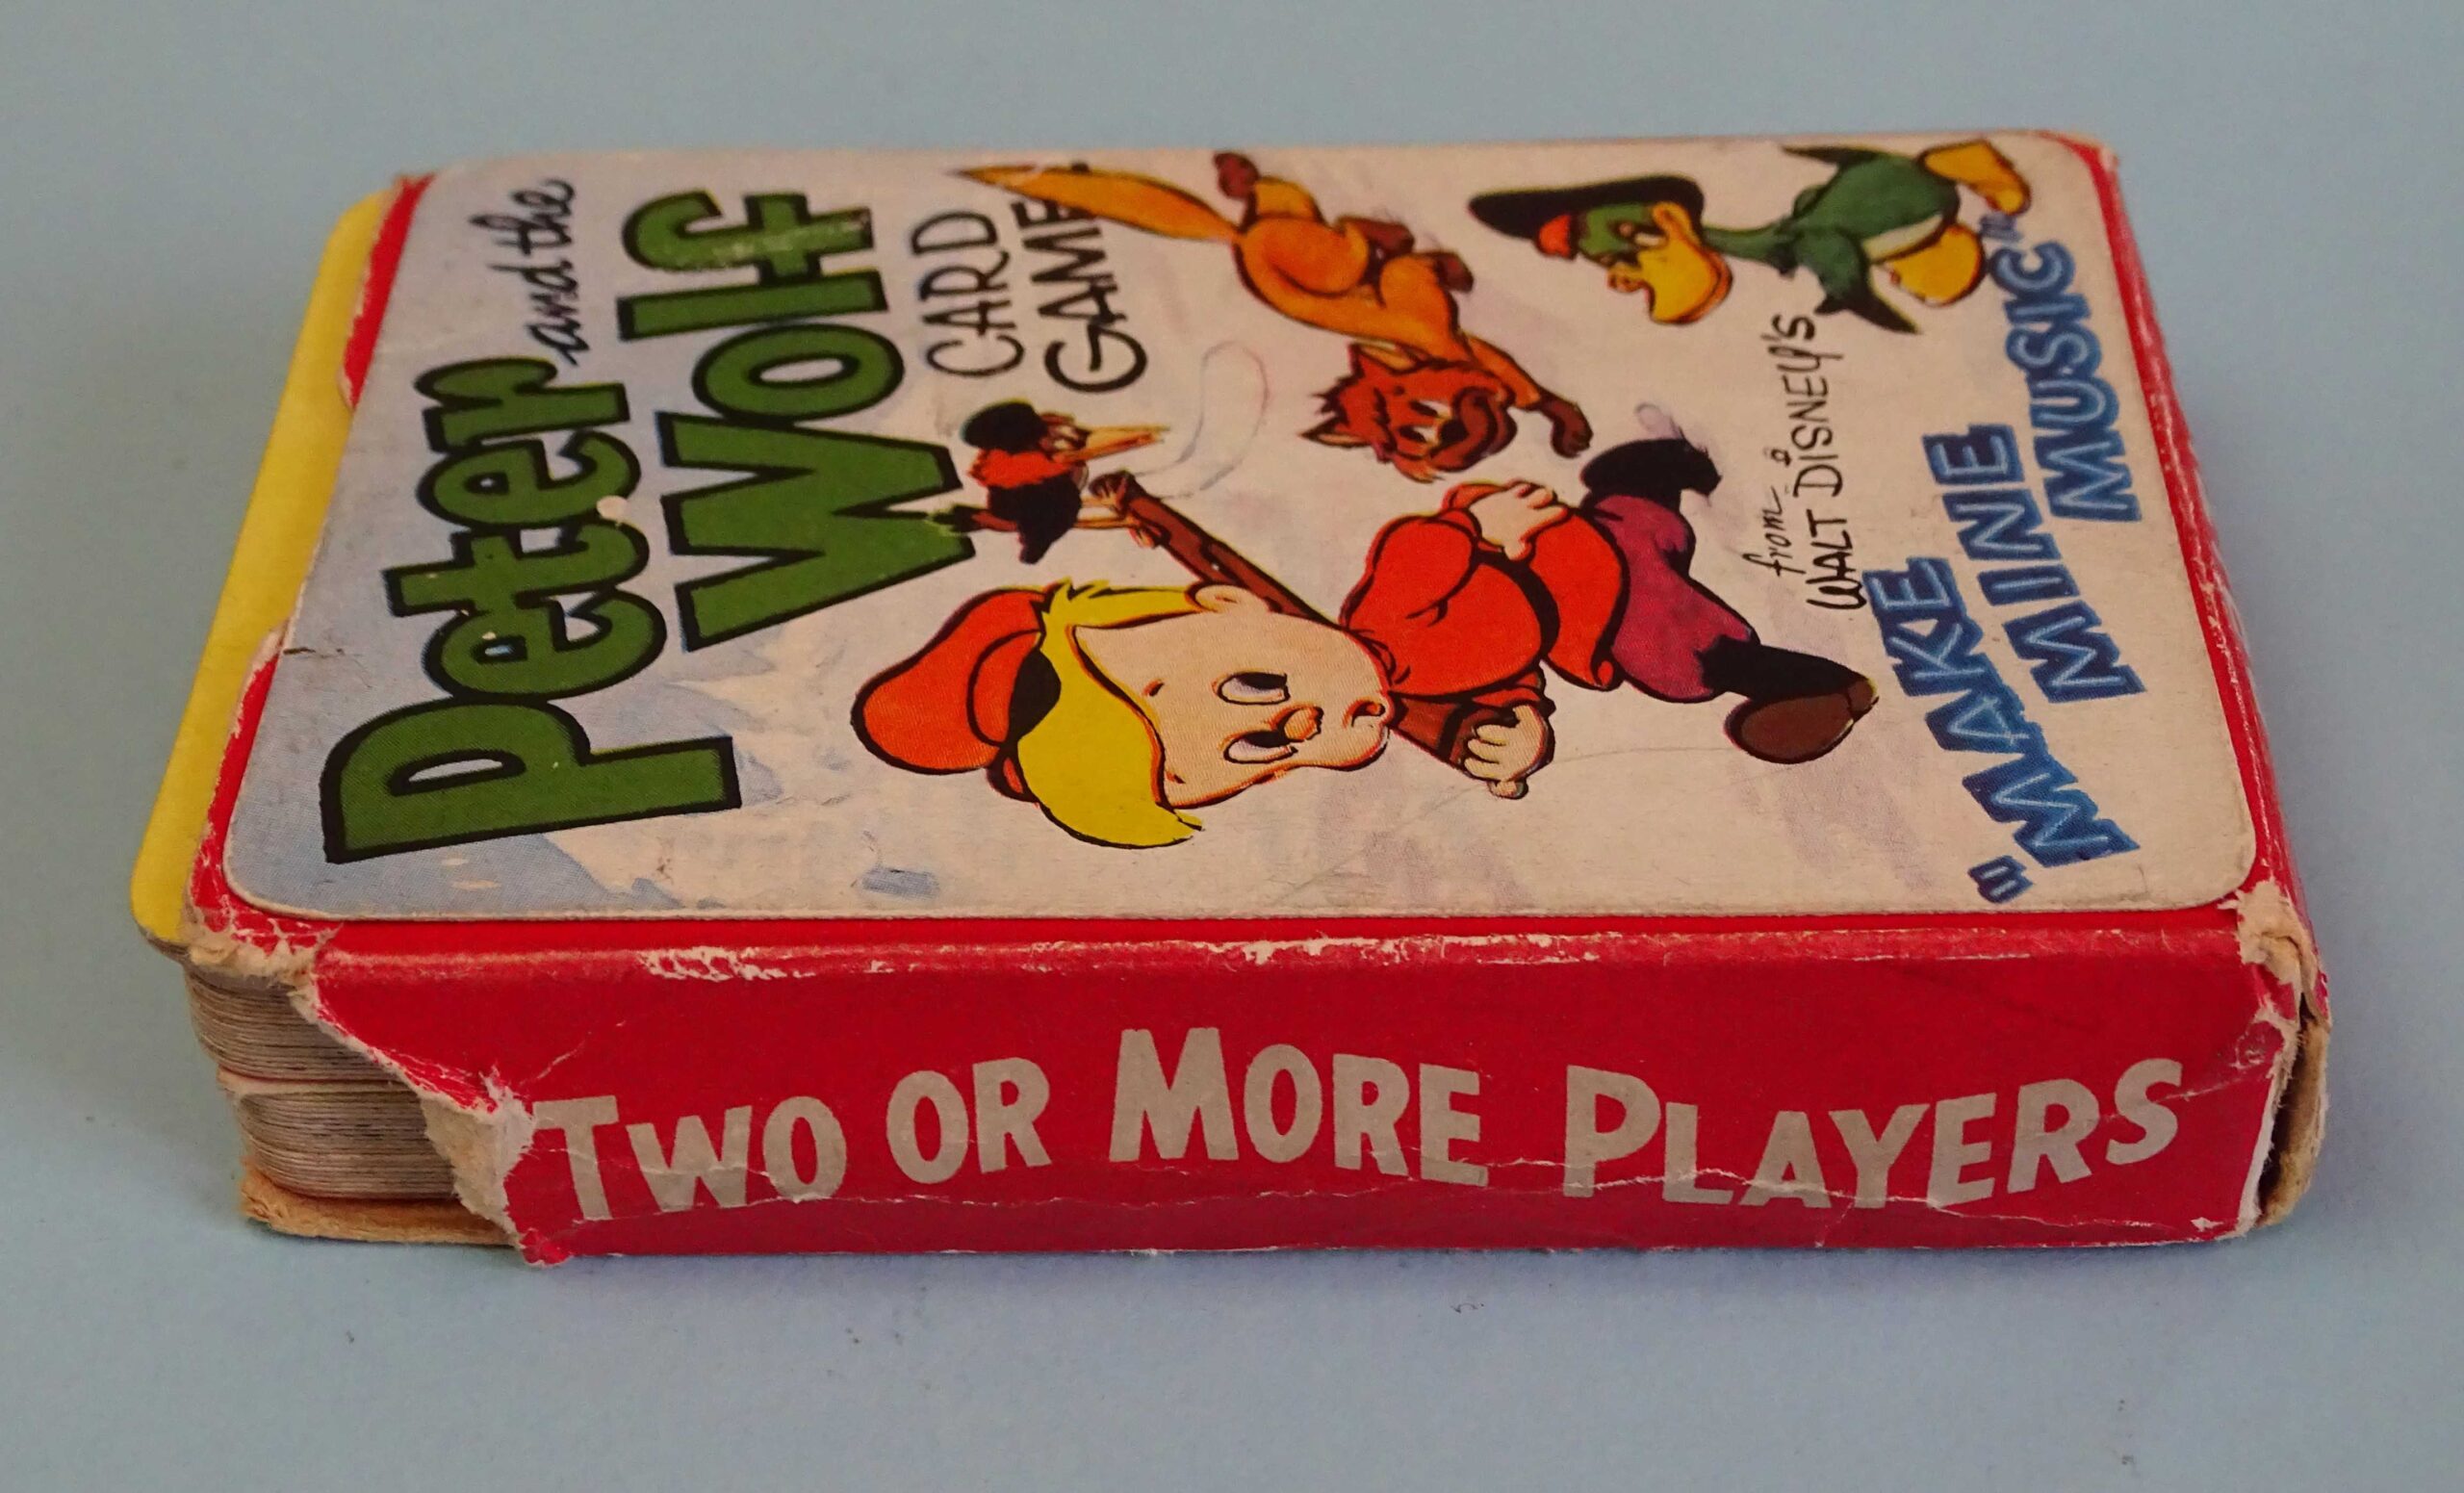 Peter and the
Wolf
CARD
GAME
from
WALT DISNEY'S
"MAKE
MINE
MUSIC"
TWO OR MORE PLAYERS